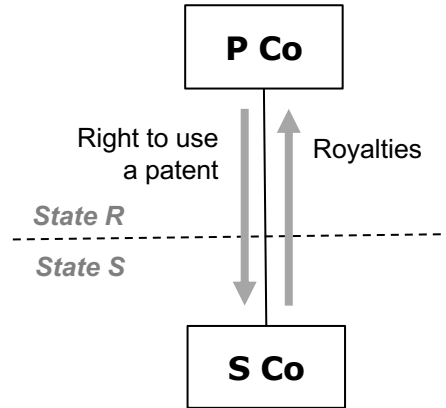 P Co
Right to use
a patent
Royalties
State R
State S
S Co